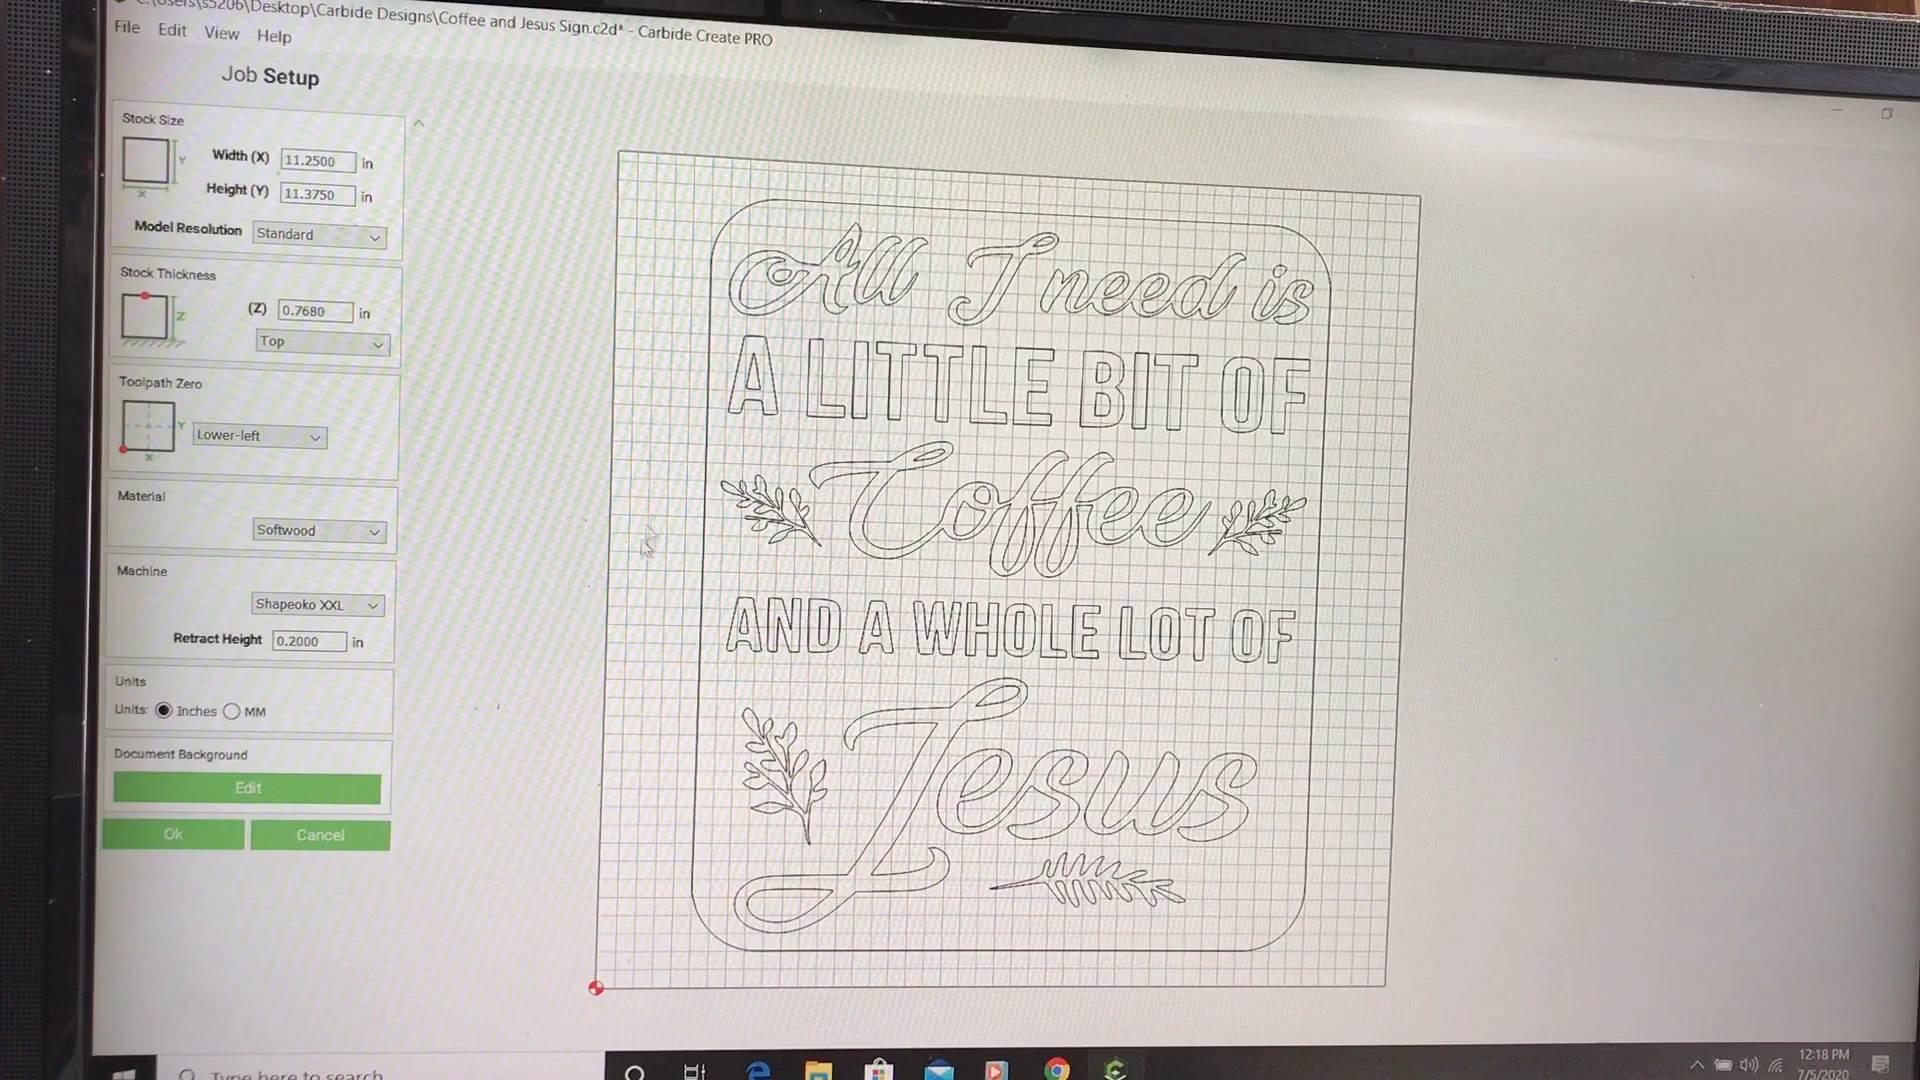 \Desktop\Carbide Designs\Coffee and Jesus Sign.c2d* - Carbide Create PRO
File Edit View Help
Job Setup
Stock Size
Width (X) 11.2500 in
Height (Y) 11.3750 in
Y
X
Model Resolution Standard
Stock Thickness
(Z) 0.7680 in
Z
Top
Toolpath Zero
Y
Lower-left
X
Material
Softwood
Machine
Shapeoko XXL
Retract Height 0.2000 in
Units
Units: Inches MM
Document Background
Edit
Ok Cancel
All I need is
A LITTLE BIT OF
Coffee
AND A WHOLE LOT OF
Jesus
Type here to search
12:18 PM
7/5/2020